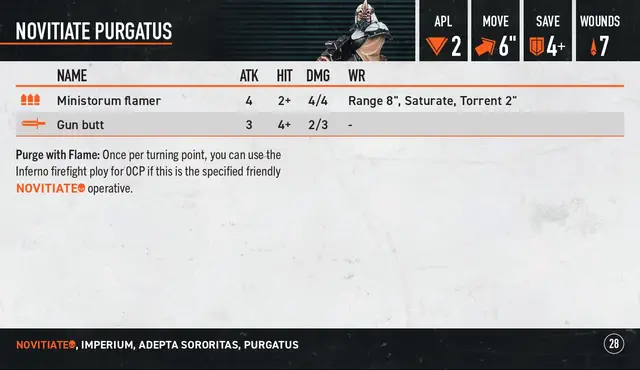 NOVITIATE PURGATUS
APL
2
MOVE
6"
SAVE
4+
WOUNDS
7
NAME ATK HIT DMG WR
Ministorum flamer 4 2+ 4/4 Range 8", Saturate, Torrent 2"
Gun butt 3 4+ 2/3 -
Purge with Flame: Once per turning point, you can use the
Inferno firefight ploy for 0CP if this is the specified friendly
NOVITIATE operative.
NOVITIATE, IMPERIUM, ADEPTA SORORITAS, PURGATUS
28